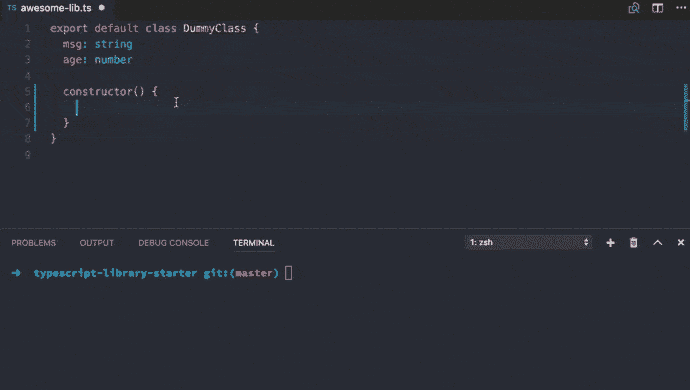 TS awesome-lib.ts
1 export default class DummyClass {
2 msg: string
3 age: number
4
5 constructor() {
6
7 }
8 }
9
PROBLEMS OUTPUT DEBUG CONSOLE TERMINAL 1: zsh
➜ typescript-library-starter git:(master)